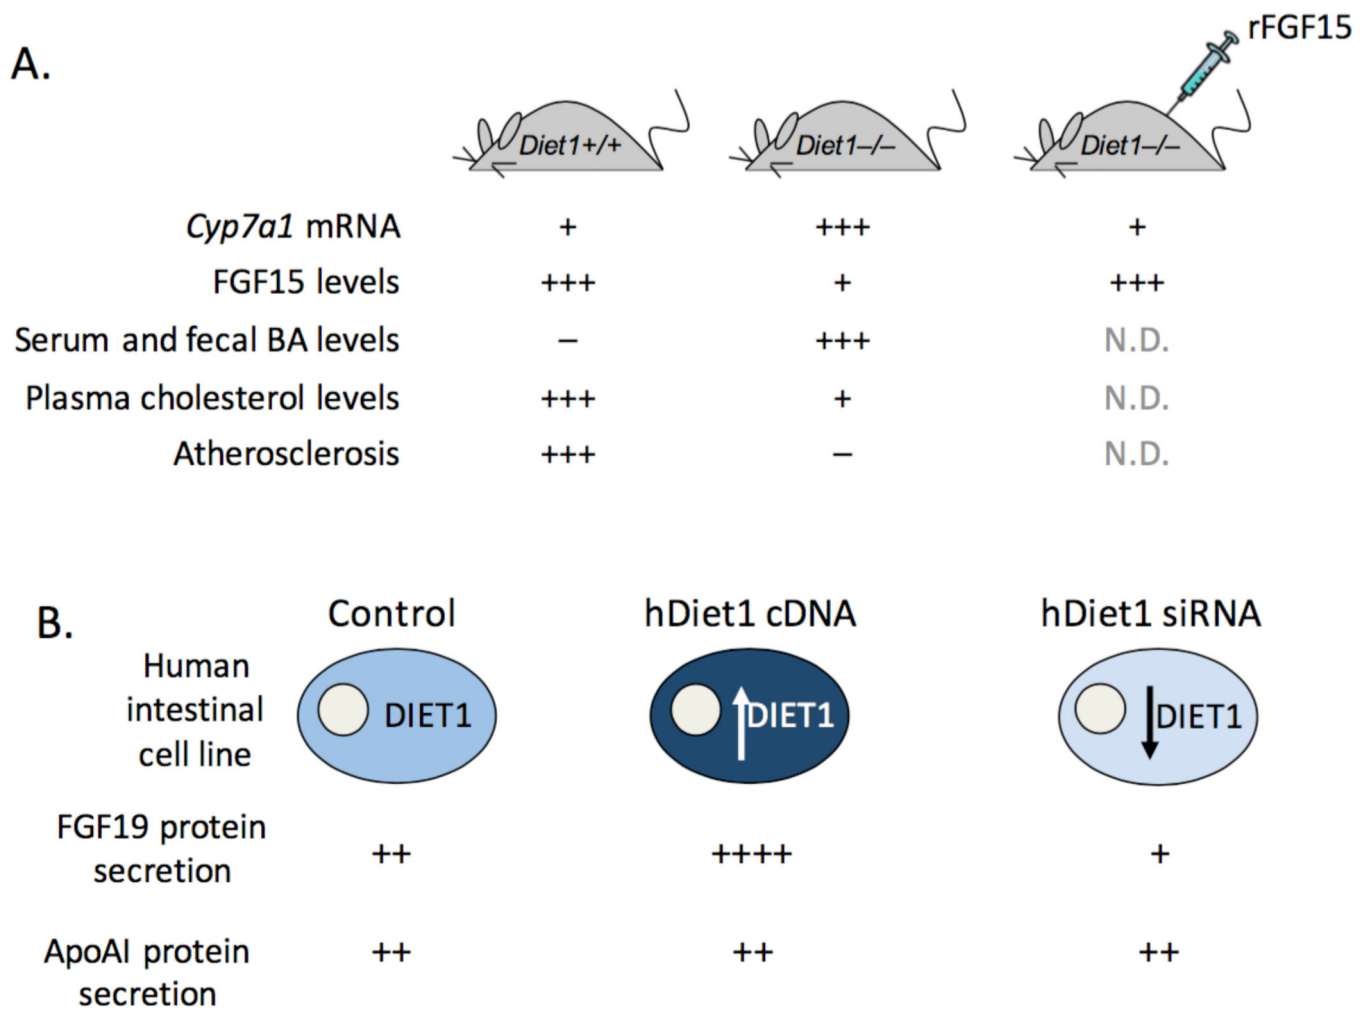 A.
rFGF15
Diet1+/+ Diet1–/– Diet1–/–
Cyp7a1 mRNA + +++ +
FGF15 levels +++ + +++
Serum and fecal BA levels – +++ N.D.
Plasma cholesterol levels +++ + N.D.
Atherosclerosis +++ – N.D.
B.
Control hDiet1 cDNA hDiet1 siRNA
Human
intestinal
cell line
DIET1 DIET1 DIET1
FGF19 protein
secretion
++ ++++ +
ApoAI protein
secretion
++ ++ ++